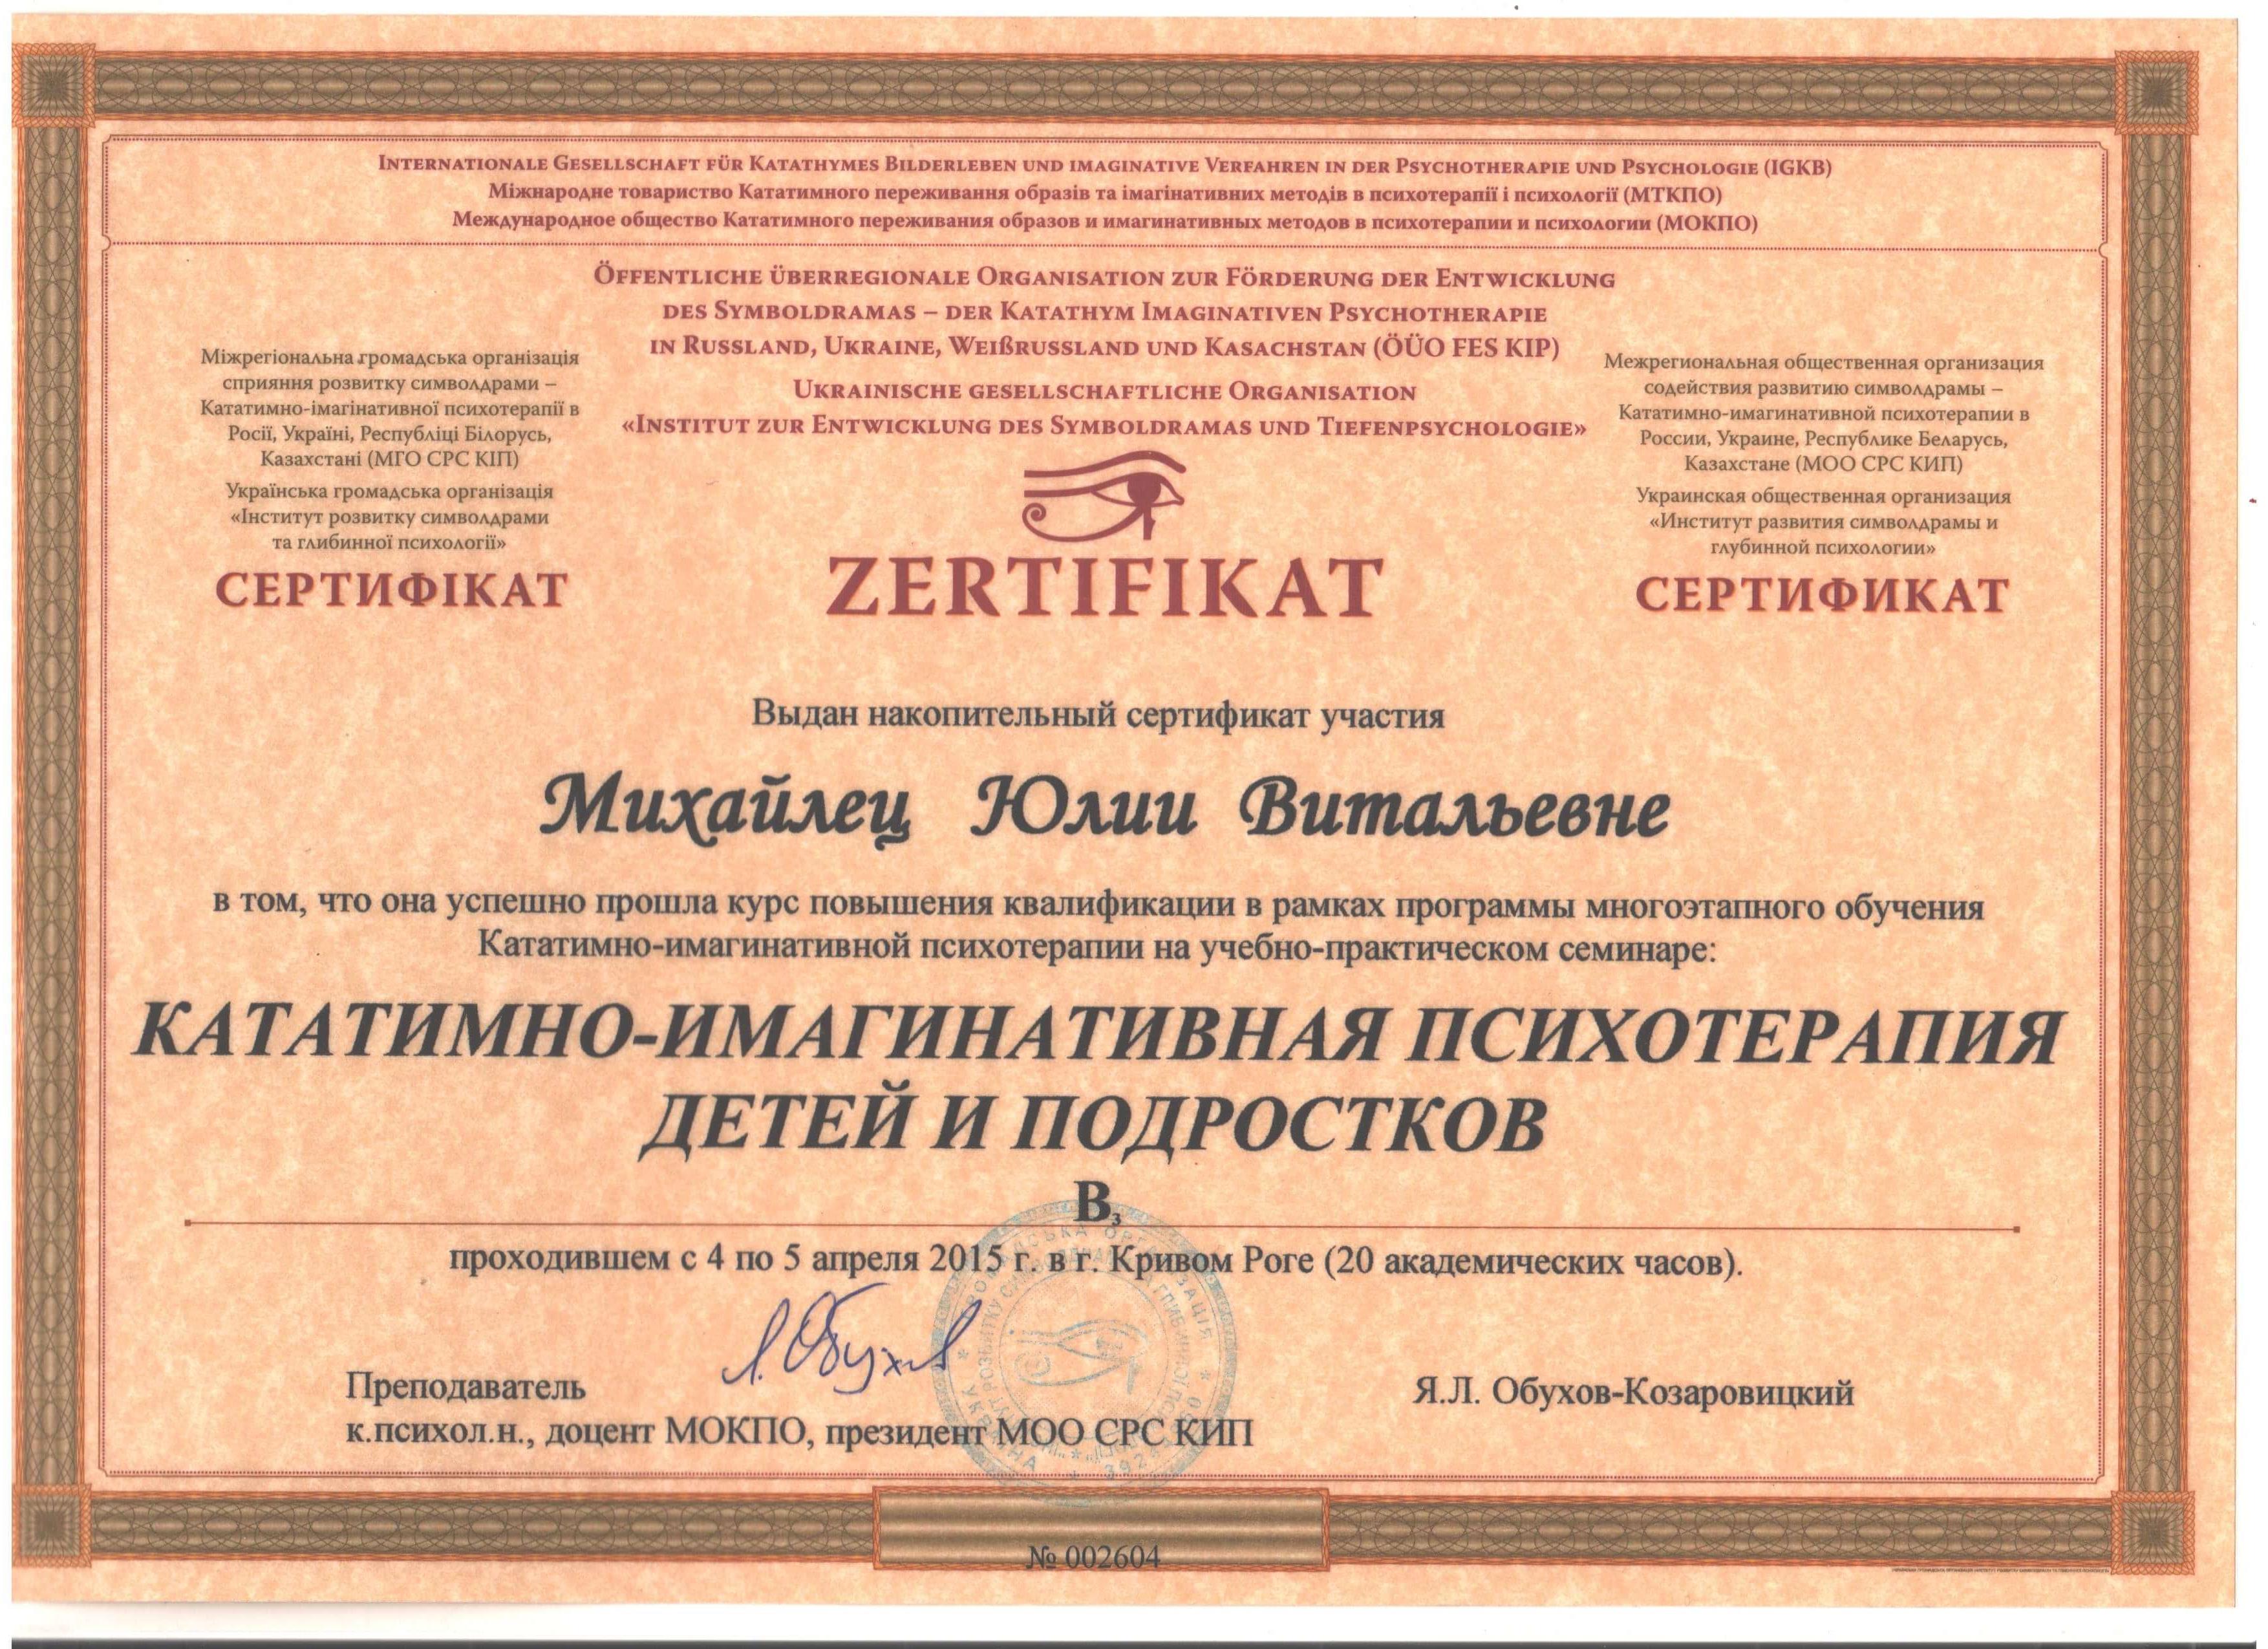 INTERNATIONALE GESELLSCHAFT FÜR KATATHYMES BILDERLEBEN UND IMAGINATIVE VERFAHREN IN DER PSYCHOTHERAPIE UND PSYCHOLOGIE (IGKB)
Міжнародне товариство Кататимного переживання образів та імагінативних методів в психотерапії і психології (МТКПО)
Международное общество Кататимного переживания образов и имагинативных методов в психотерапии и психологии (МОКПО)
ÖFFENTLICHE ÜBERREGIONALE ORGANISATION ZUR FÖRDERUNG DER ENTWICKLUNG
DES SYMBOLDRAMAS – DER KATATHYM IMAGINATIVEN PSYCHOTHERAPIE
IN RUSSLAND, UKRAINE, WEIßRUSSLAND UND KASACHSTAN (ÖÜO FES KIP)
UKRAINISCHE GESELLSCHAFTLICHE ORGANISATION
«INSTITUT ZUR ENTWICKLUNG DES SYMBOLDRAMAS UND TIEFENPSYCHOLOGIE»
Міжрегіональна громадська організація
сприяння розвитку символдрами –
Кататимно-імагінативної психотерапії в
Росії, Україні, Республіці Білорусь,
Казахстані (МГО СРС КІП)
Українська громадська організація
«Інститут розвитку символдрами
та глибинної психології»
СЕРТИФІКАТ
ZERTIFIKAT
Межрегиональная общественная организация
содействия развитию символдрамы –
Кататимно-имагинативной психотерапии в
России, Украине, Республике Беларусь,
Казахстане (МОО СРС КИП)
Украинская общественная организация
«Институт развития символдрамы и
глубинной психологии»
СЕРТИФИКАТ
Выдан накопительный сертификат участия
Михайлец Юлии Витальевне
в том, что она успешно прошла курс повышения квалификации в рамках программы многоэтапного обучения
Кататимно-имагинативной психотерапии на учебно-практическом семинаре:
КАТАТИМНО-ИМАГИНАТИВНАЯ ПСИХОТЕРАПИЯ
ДЕТЕЙ И ПОДРОСТКОВ
В3
проходившем с 4 по 5 апреля 2015 г. в г. Кривом Роге (20 академических часов).
Преподаватель
к.психол.н., доцент МОКПО, президент МОО СРС КИП
Я.Л. Обухов-Козаровицкий
№ 002604